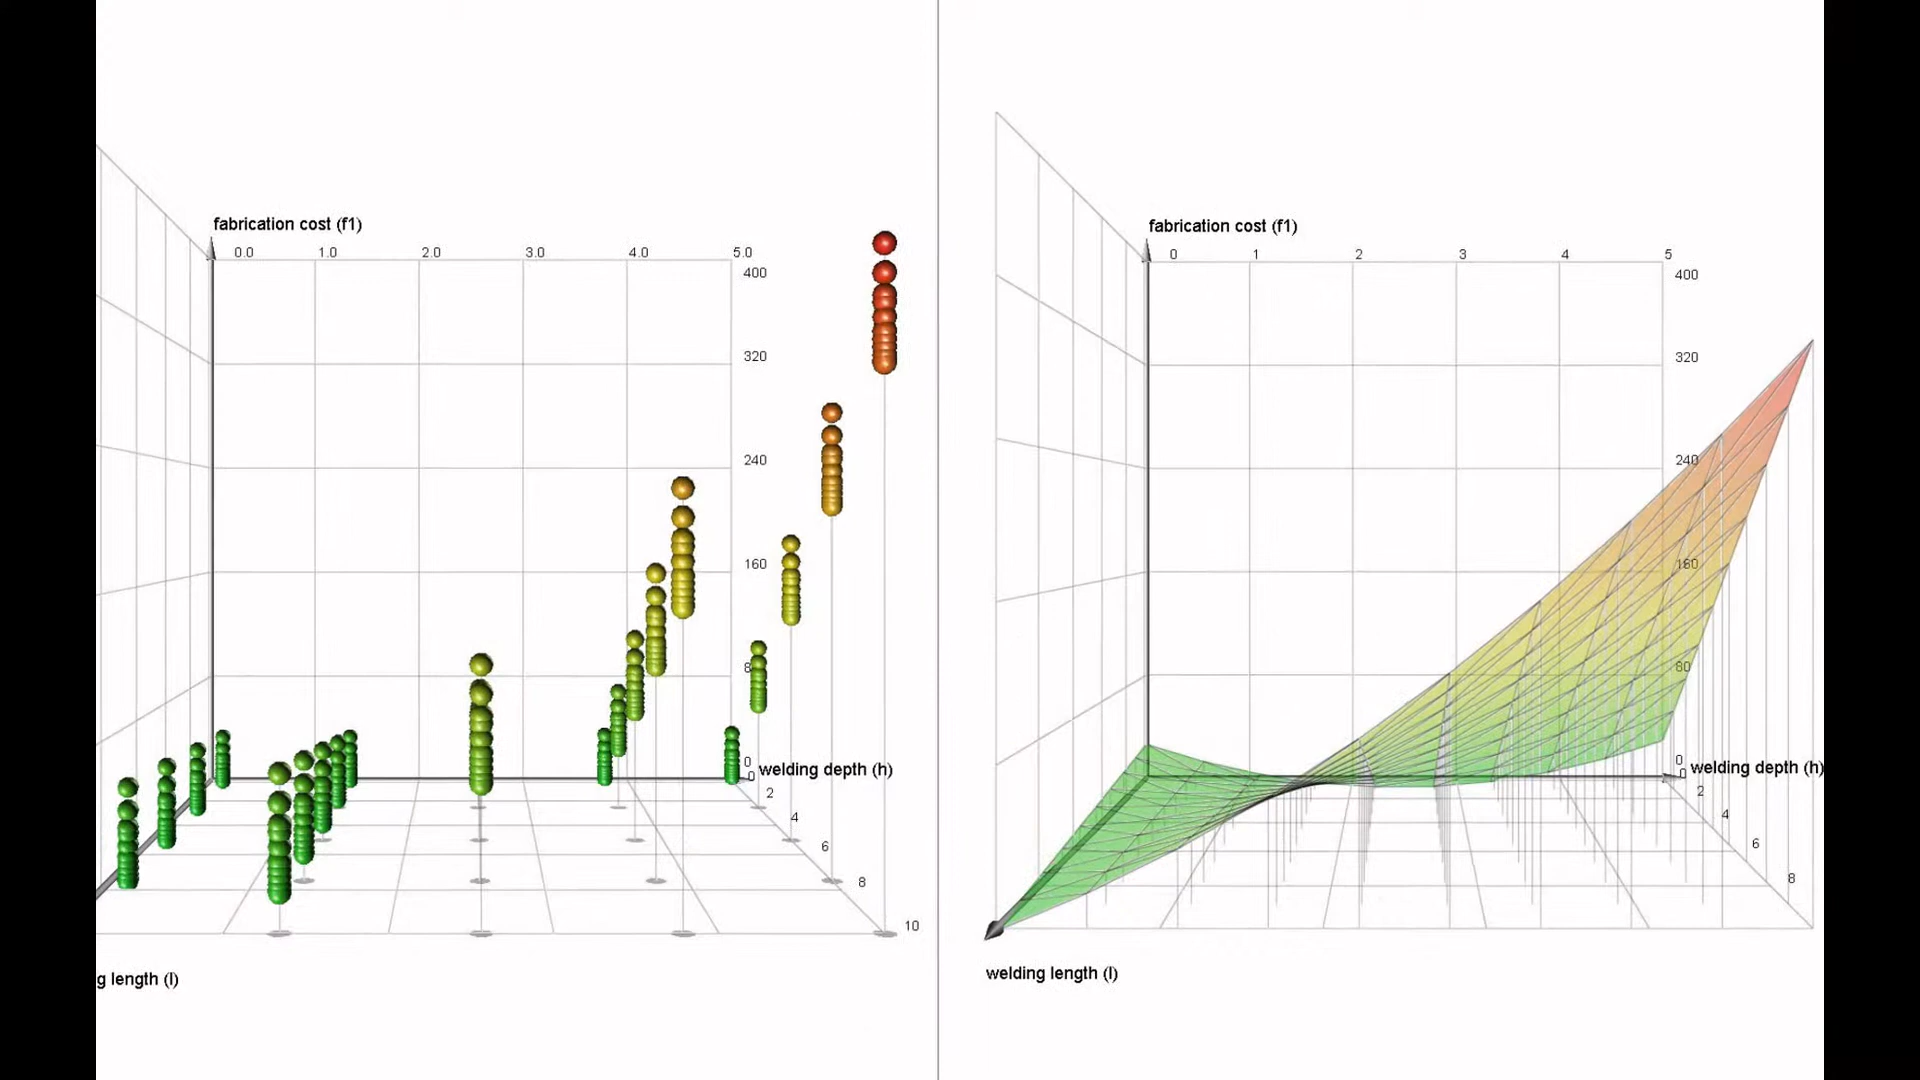 fabrication cost (f1)
0.0 1.0 2.0 3.0 4.0 5.0
400
320
240
160
8
0
0
welding depth (h)
2
4
6
8
10
g length (l)
fabrication cost (f1)
0 1 2 3 4 5
400
320
240
160
80
0
0
welding depth (h)
2
4
6
8
welding length (l)